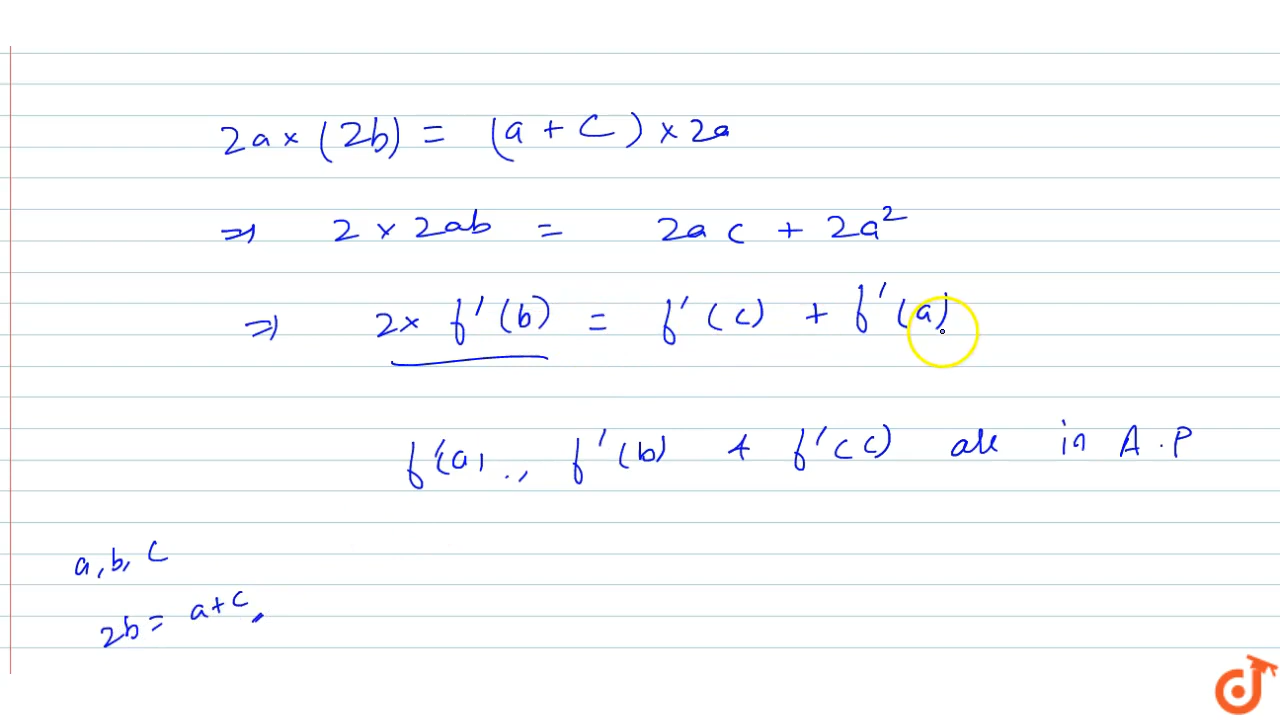 2a × (2b) = (a + c) × 2a
⇒ 2 × 2ab = 2ac + 2a²
⇒ 2 × f'(b) = f'(c) + f'(a)
f'(a), f'(b) & f'(c) are in A.P
a, b, c
2b = a + c,